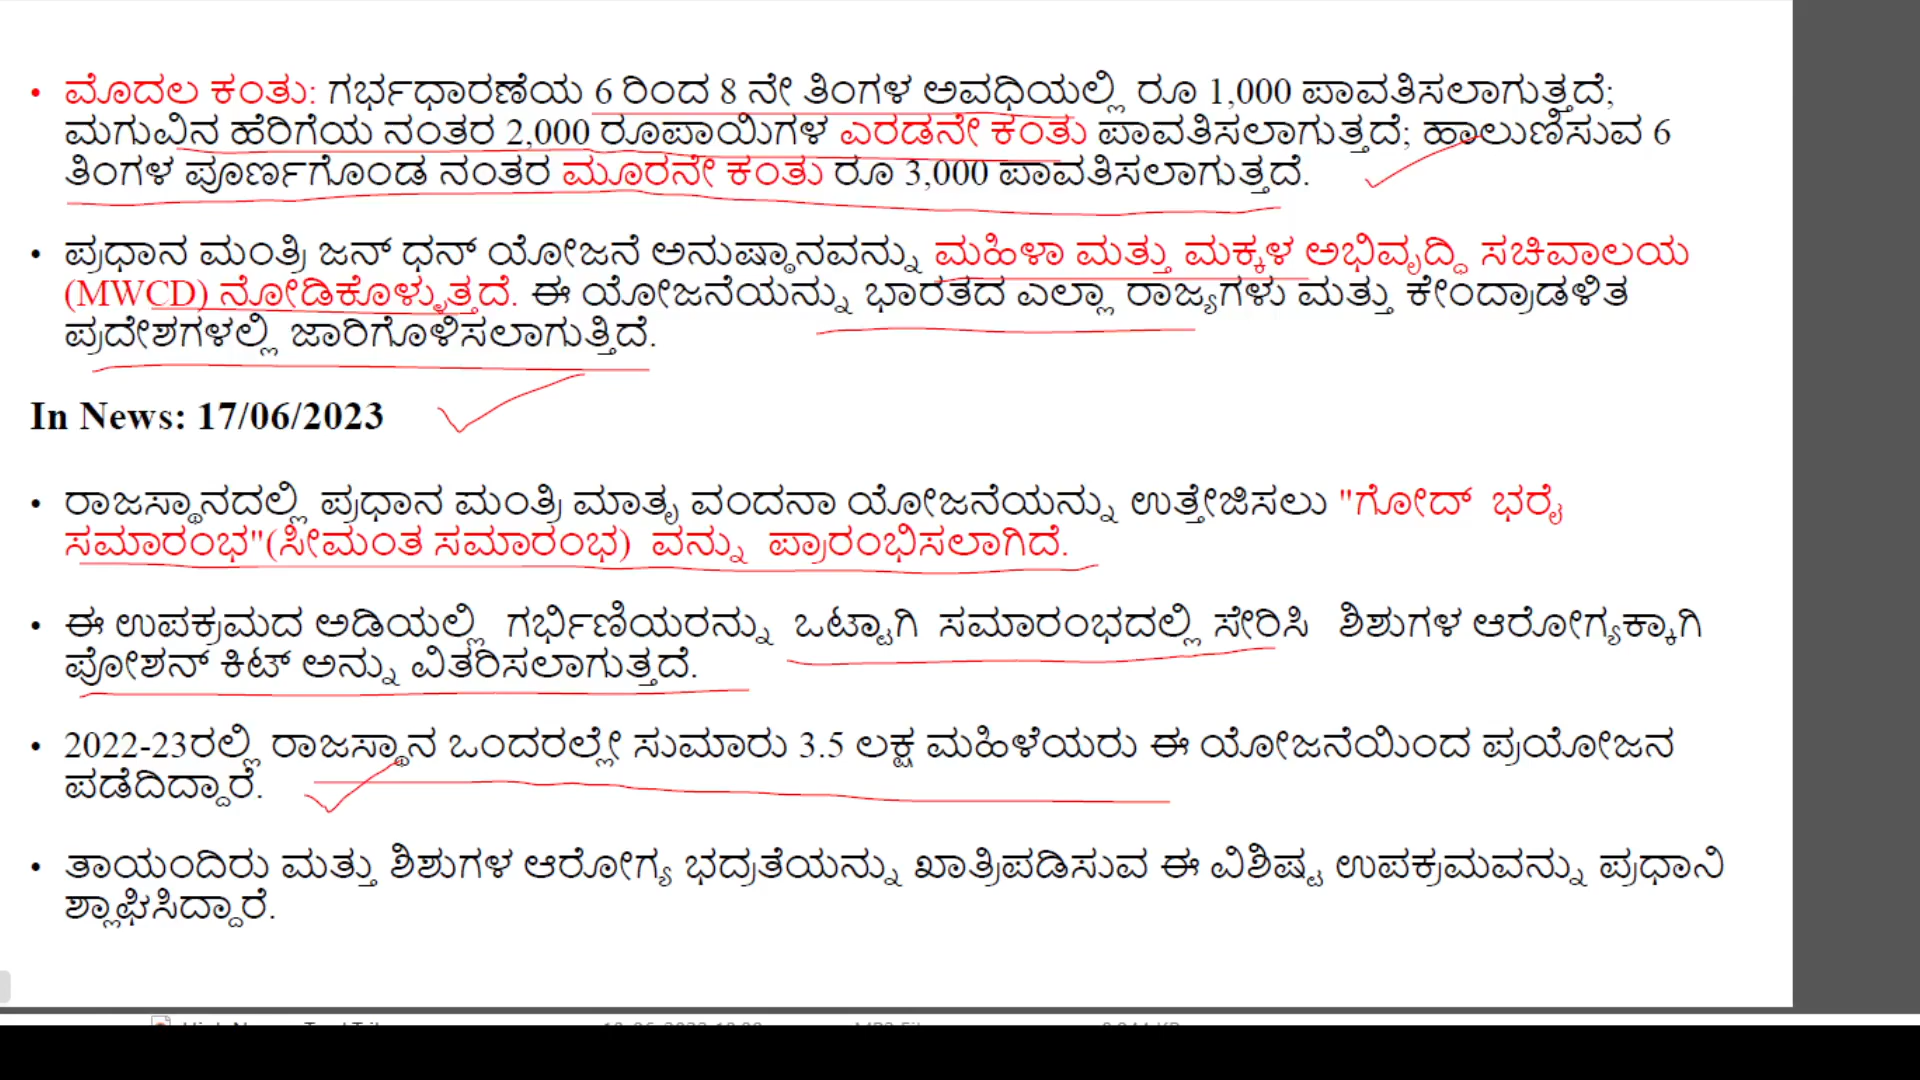 • ಮೊದಲ ಕಂತು: ಗರ್ಭಧಾರಣೆಯ 6 ರಿಂದ 8 ನೇ ತಿಂಗಳ ಅವಧಿಯಲ್ಲಿ ರೂ 1,000 ಪಾವತಿಸಲಾಗುತ್ತದೆ;
ಮಗುವಿನ ಹೆರಿಗೆಯ ನಂತರ 2,000 ರೂಪಾಯಿಗಳ ಎರಡನೇ ಕಂತು ಪಾವತಿಸಲಾಗುತ್ತದೆ; ಹಾಲುಣಿಸುವ 6
ತಿಂಗಳ ಪೂರ್ಣಗೊಂಡ ನಂತರ ಮೂರನೇ ಕಂತು ರೂ 3,000 ಪಾವತಿಸಲಾಗುತ್ತದೆ.
• ಪ್ರಧಾನ ಮಂತ್ರಿ ಜನ್ ಧನ್ ಯೋಜನೆ ಅನುಷ್ಠಾನವನ್ನು ಮಹಿಳಾ ಮತ್ತು ಮಕ್ಕಳ ಅಭಿವೃದ್ಧಿ ಸಚಿವಾಲಯ
(MWCD) ನೋಡಿಕೊಳ್ಳುತ್ತದೆ. ಈ ಯೋಜನೆಯನ್ನು ಭಾರತದ ಎಲ್ಲಾ ರಾಜ್ಯಗಳು ಮತ್ತು ಕೇಂದ್ರಾಡಳಿತ
ಪ್ರದೇಶಗಳಲ್ಲಿ ಜಾರಿಗೊಳಿಸಲಾಗುತ್ತಿದೆ.
In News: 17/06/2023
• ರಾಜಸ್ಥಾನದಲ್ಲಿ ಪ್ರಧಾನ ಮಂತ್ರಿ ಮಾತೃ ವಂದನಾ ಯೋಜನೆಯನ್ನು ಉತ್ತೇಜಿಸಲು "ಗೋದ್ ಭರೈ
ಸಮಾರಂಭ"(ಸೀಮಂತ ಸಮಾರಂಭ) ವನ್ನು ಪ್ರಾರಂಭಿಸಲಾಗಿದೆ.
• ಈ ಉಪಕ್ರಮದ ಅಡಿಯಲ್ಲಿ ಗರ್ಭಿಣಿಯರನ್ನು ಒಟ್ಟಾಗಿ ಸಮಾರಂಭದಲ್ಲಿ ಸೇರಿಸಿ ಶಿಶುಗಳ ಆರೋಗ್ಯಕ್ಕಾಗಿ
ಪೋಶನ್ ಕಿಟ್ ಅನ್ನು ವಿತರಿಸಲಾಗುತ್ತದೆ.
• 2022-23ರಲ್ಲಿ ರಾಜಸ್ಥಾನ ಒಂದರಲ್ಲೇ ಸುಮಾರು 3.5 ಲಕ್ಷ ಮಹಿಳೆಯರು ಈ ಯೋಜನೆಯಿಂದ ಪ್ರಯೋಜನ
ಪಡೆದಿದ್ದಾರೆ.
• ತಾಯಂದಿರು ಮತ್ತು ಶಿಶುಗಳ ಆರೋಗ್ಯ ಭದ್ರತೆಯನ್ನು ಖಾತ್ರಿಪಡಿಸುವ ಈ ವಿಶಿಷ್ಟ ಉಪಕ್ರಮವನ್ನು ಪ್ರಧಾನಿ
ಶ್ಲಾಘಿಸಿದ್ದಾರೆ.